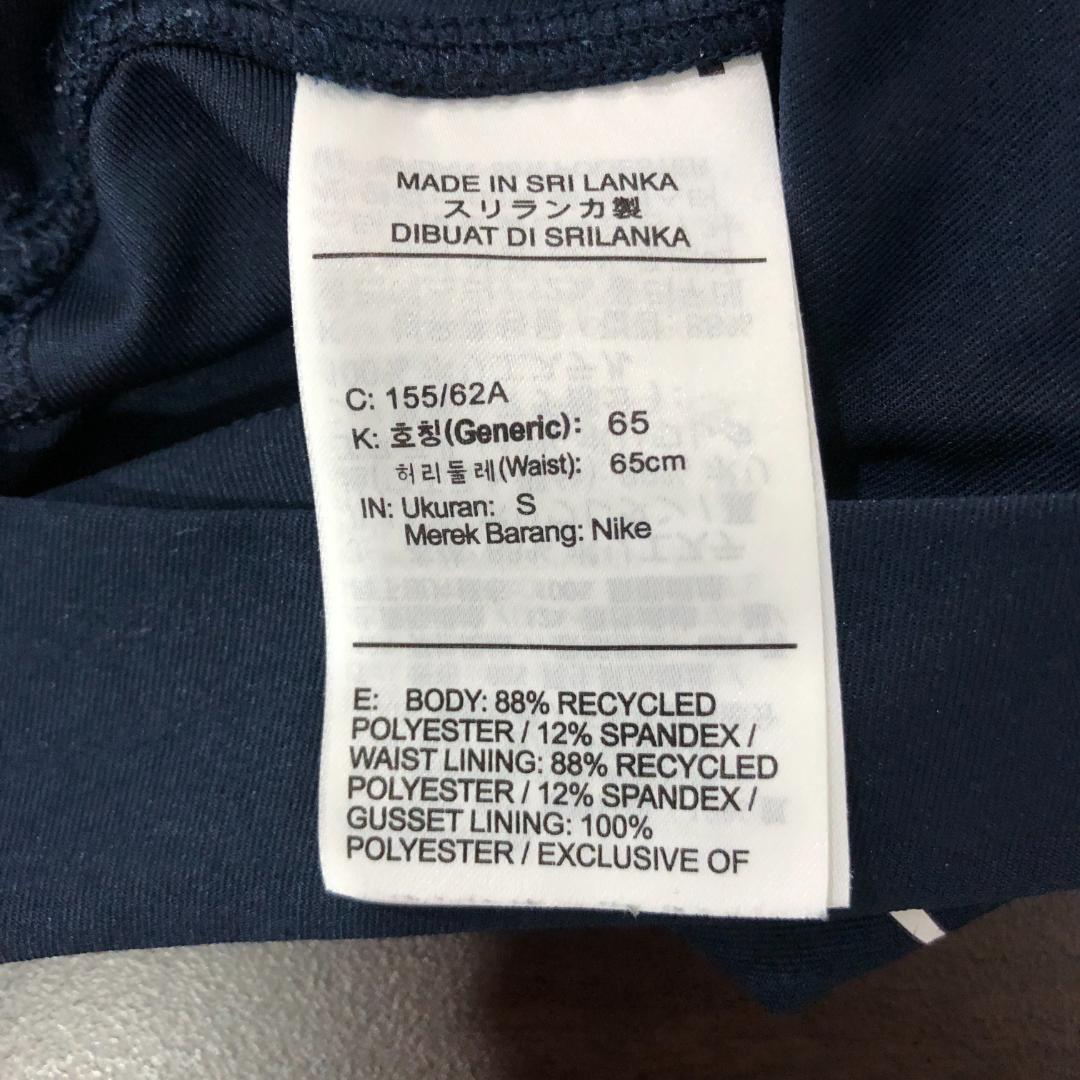 MADE IN SRI LANKA
スリランカ製
DIBUAT DI SRILANKA
C: 155/62A
K: 호칭(Generic): 65
허리둘레(Waist): 65cm
IN: Ukuran: S
Merek Barang: Nike
E: BODY: 88% RECYCLED
POLYESTER / 12% SPANDEX /
WAIST LINING: 88% RECYCLED
POLYESTER / 12% SPANDEX /
GUSSET LINING: 100%
POLYESTER / EXCLUSIVE OF